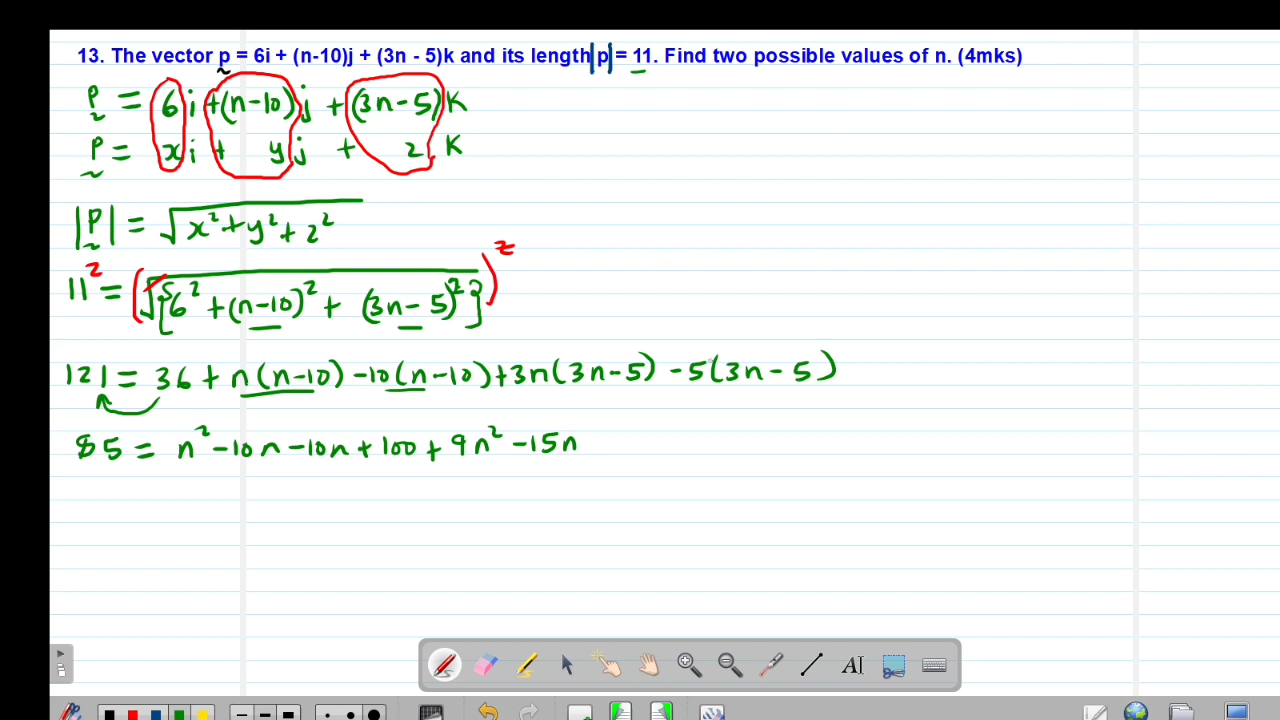 13. The vector p = 6i + (n-10)j + (3n - 5)k and its length |p| = 11. Find two possible values of n. (4mks)
P = 6i + (n-10)j + (3n-5)K
P = xi + yj + zK
|P| = √x² + y² + z²
11² = (√{6² + (n-10)² + (3n-5)²})²
121 = 36 + n(n-10) -10(n-10) + 3n(3n-5) -5(3n-5)
85 = n² -10n -10n + 100 + 9n² -15n
AI